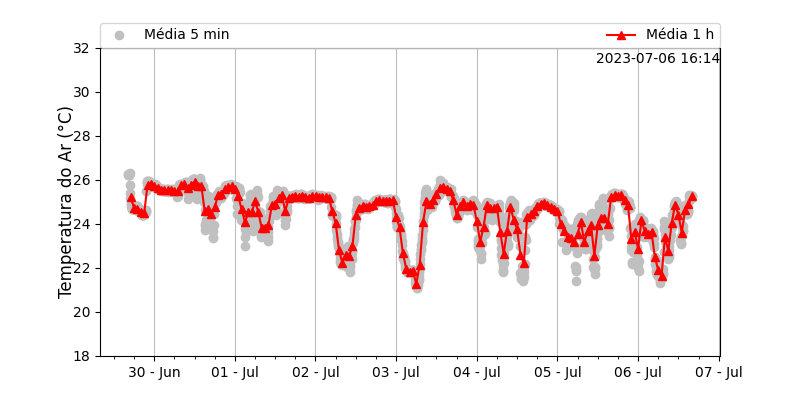 Média 5 min
Média 1 h
2023-07-06 16:14
Temperatura do Ar (°C)
32
30
28
26
24
22
20
18
30 - Jun
01 - Jul
02 - Jul
03 - Jul
04 - Jul
05 - Jul
06 - Jul
07 - Jul